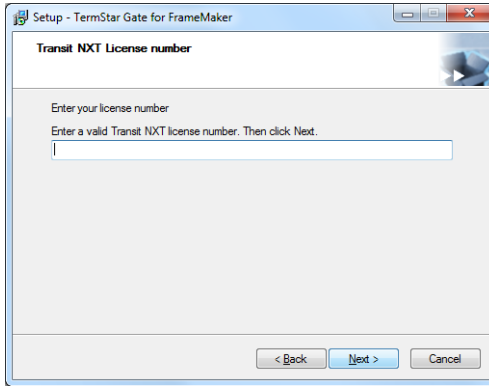 Setup - TermStar Gate for FrameMaker
Transit NXT License number
Enter your license number
Enter a valid Transit NXT license number. Then click Next.
< Back
Next >
Cancel